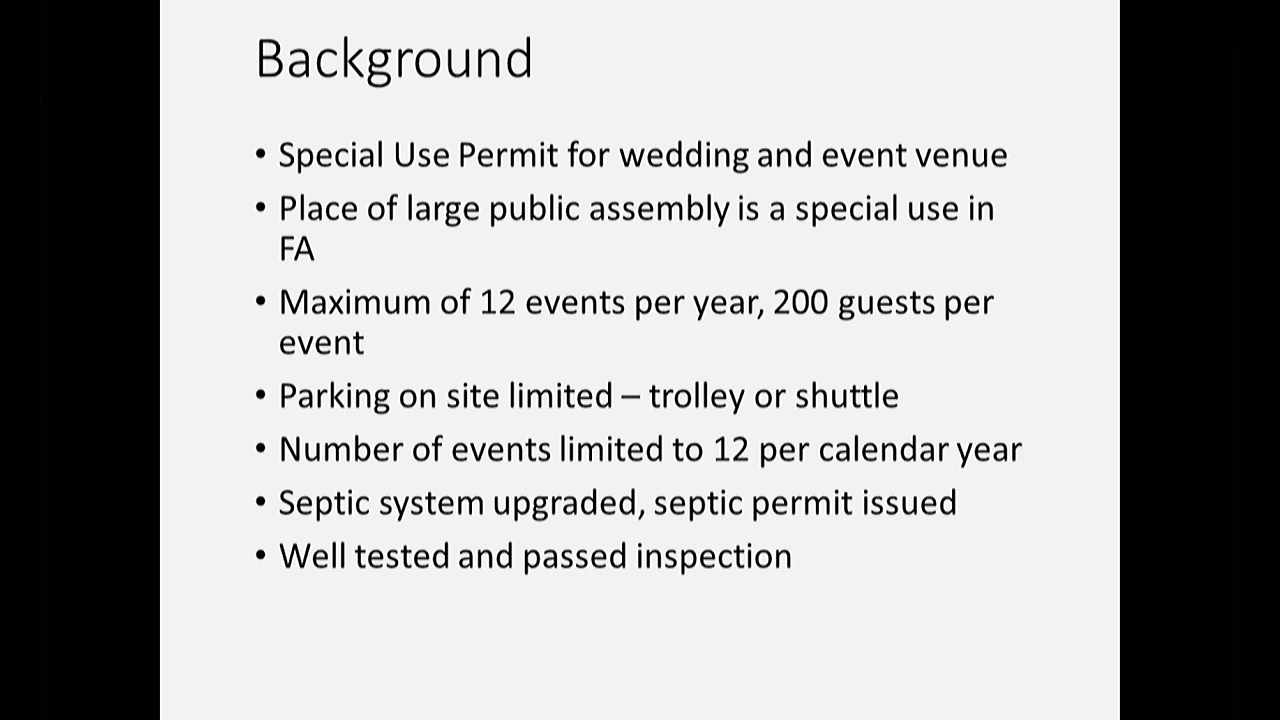 Background
• Special Use Permit for wedding and event venue
• Place of large public assembly is a special use in
FA
• Maximum of 12 events per year, 200 guests per
event
• Parking on site limited – trolley or shuttle
• Number of events limited to 12 per calendar year
• Septic system upgraded, septic permit issued
• Well tested and passed inspection